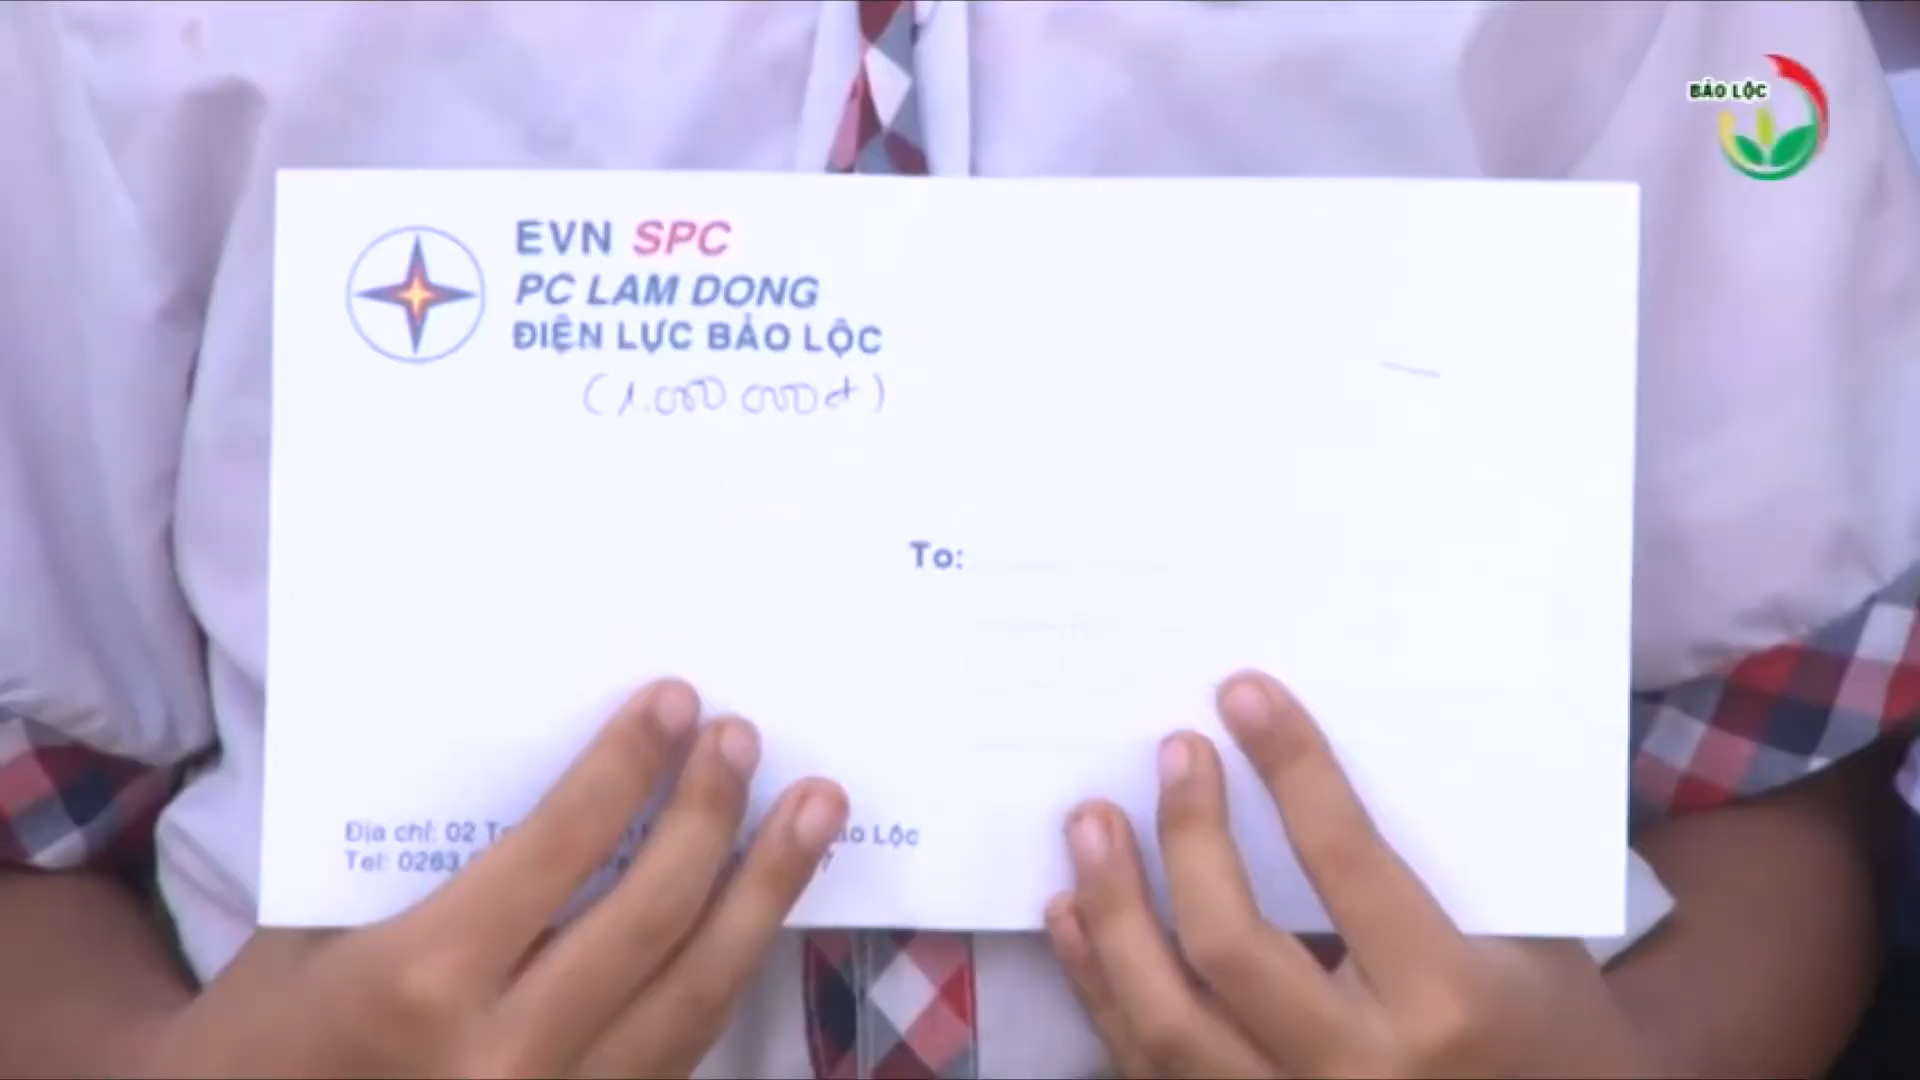 BẢO LỘC
EVN SPC
PC LAM DONG
ĐIỆN LỰC BẢO LỘC
(1.000 000đ)
To:
Địa chỉ: 02 Lộc
Tel: 0263